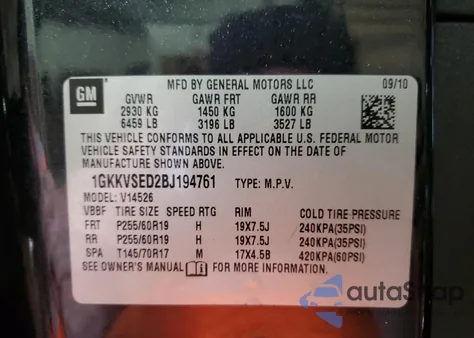 GM
MFD BY GENERAL MOTORS LLC 09/10
GVWR GAWR FRT GAWR RR
2930 KG 1450 KG 1600 KG
6459 LB 3196 LB 3527 LB
THIS VEHICLE CONFORMS TO ALL APPLICABLE U.S. FEDERAL MOTOR
VEHICLE SAFETY STANDARDS IN EFFECT ON THE DATE OF MANUFACTURE
SHOWN ABOVE.
1GKKVSED2BJ194761 TYPE: M.P.V.
MODEL: V14526
VBBF TIRE SIZE SPEED RTG RIM COLD TIRE PRESSURE
FRT P255/60R19 H 19X7.5J 240KPA(35PSI)
RR P255/60R19 H 19X7.5J 240KPA(35PSI)
SPA T145/70R17 M 17X4.5B 420KPA(60PSI)
SEE OWNER'S MANUAL FOR MORE INFORMATION
autoSnap